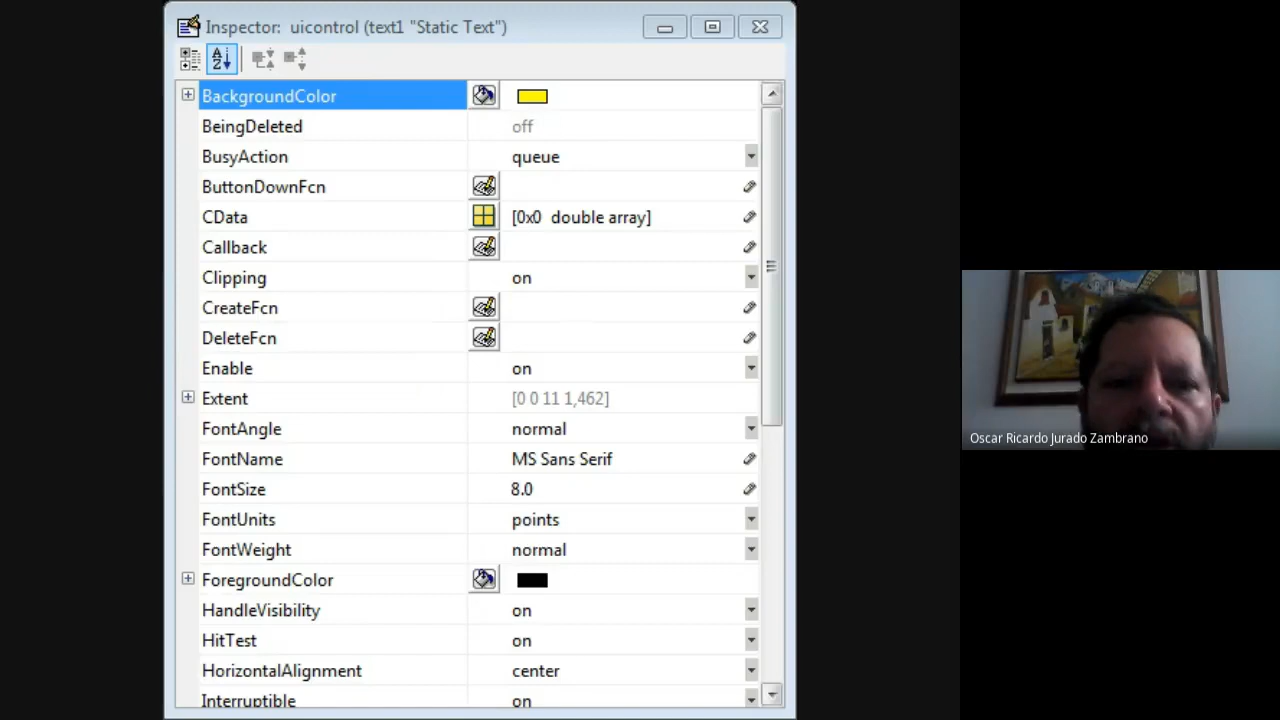 Inspector: uicontrol (text1 "Static Text")
BackgroundColor
BeingDeleted off
BusyAction queue
ButtonDownFcn
CData [0x0 double array]
Callback
Clipping on
CreateFcn
DeleteFcn
Enable on
Extent [0 0 11 1,462]
FontAngle normal
FontName MS Sans Serif
FontSize 8.0
FontUnits points
FontWeight normal
ForegroundColor
HandleVisibility on
HitTest on
HorizontalAlignment center
Interruptible on
Oscar Ricardo Jurado Zambrano